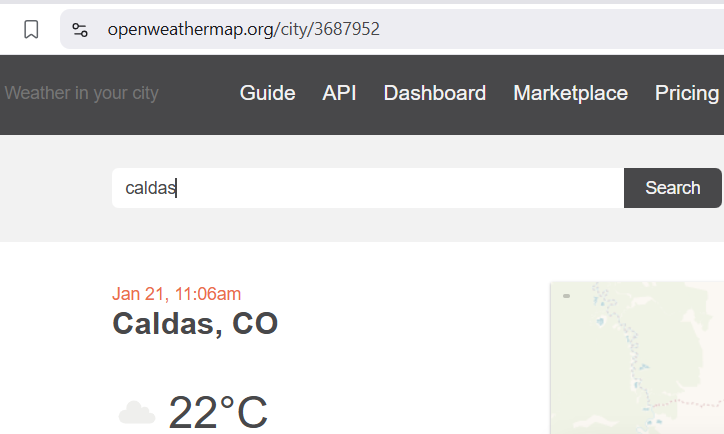 openweathermap.org/city/3687952
Weather in your city Guide API Dashboard Marketplace Pricing
caldas Search
Jan 21, 11:06am
Caldas, CO
22°C